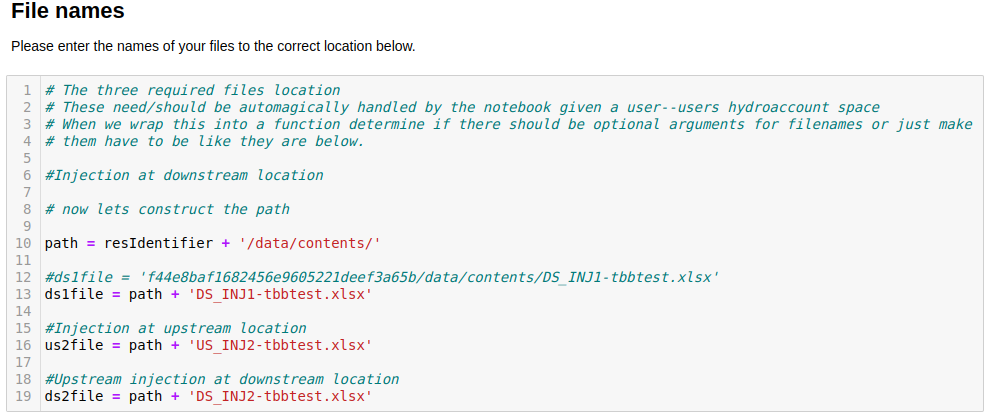 File names
Please enter the names of your files to the correct location below.
1 # The three required files location
2 # These need/should be automagically handled by the notebook given a user--users hydroaccount space
3 # When we wrap this into a function determine if there should be optional arguments for filenames or just make
4 # them have to be like they are below.
5
6 #Injection at downstream location
7
8 # now lets construct the path
9
10 path = resIdentifier + '/data/contents/'
11
12 #ds1file = 'f44e8baf1682456e9605221deef3a65b/data/contents/DS_INJ1-tbbtest.xlsx'
13 ds1file = path + 'DS_INJ1-tbbtest.xlsx'
14
15 #Injection at upstream location
16 us2file = path + 'US_INJ2-tbbtest.xlsx'
17
18 #Upstream injection at downstream location
19 ds2file = path + 'DS_INJ2-tbbtest.xlsx'